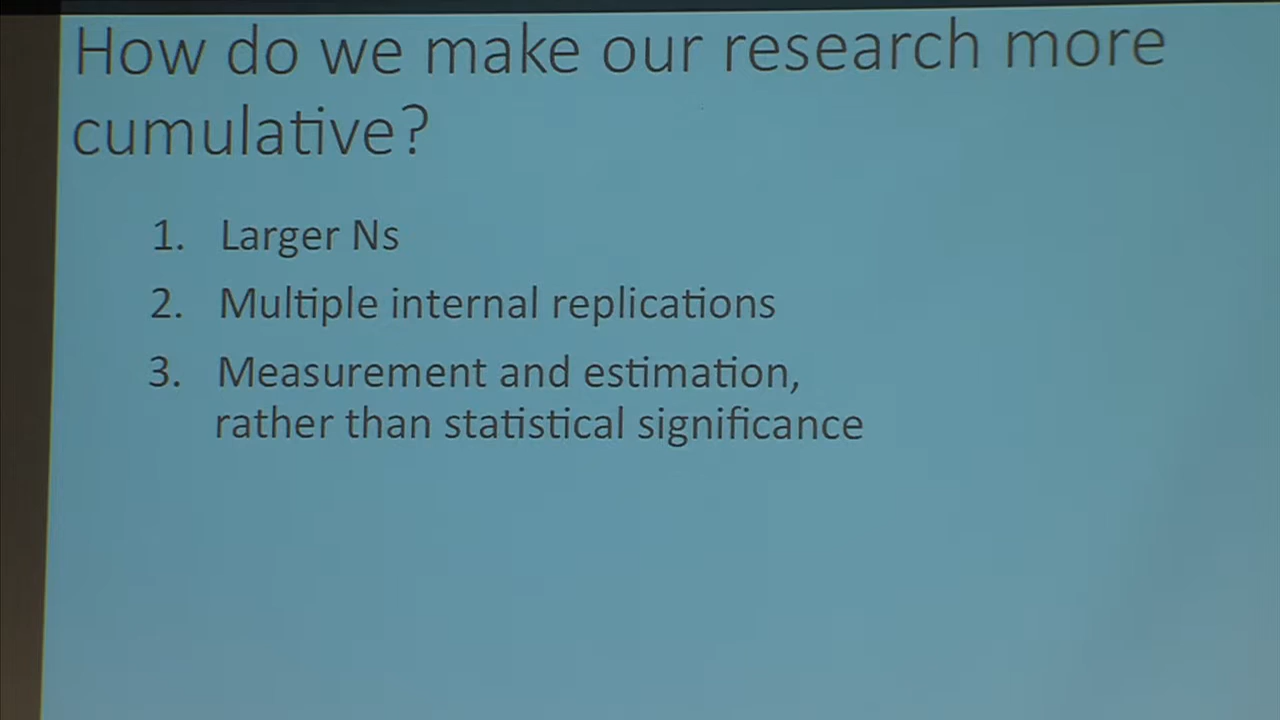 How do we make our research more
cumulative?
1. Larger Ns
2. Multiple internal replications
3. Measurement and estimation,
rather than statistical significance